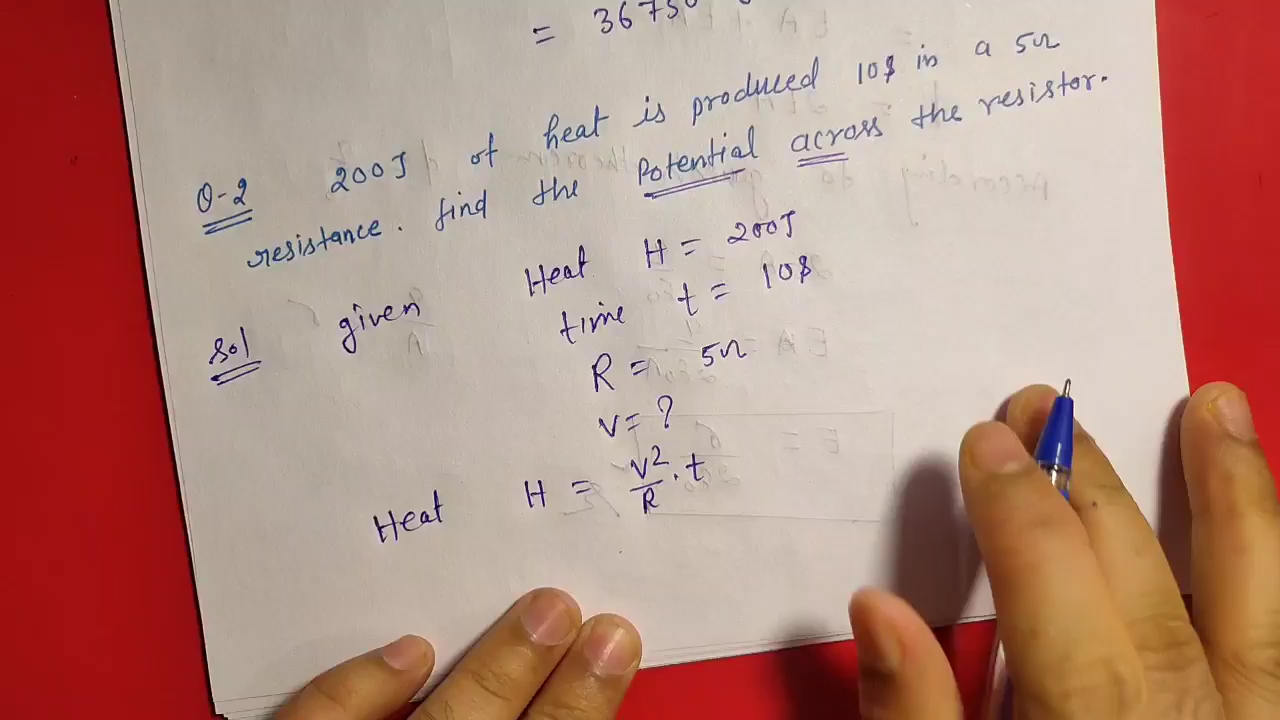 = 36750
Q-2 200J of heat is produced 10s in a 5Ω
resistance. find the Potential across the resistor.
Sol given Heat H = 200J
time t = 10s
R = 5Ω
V = ?
Heat H = V²/R . t